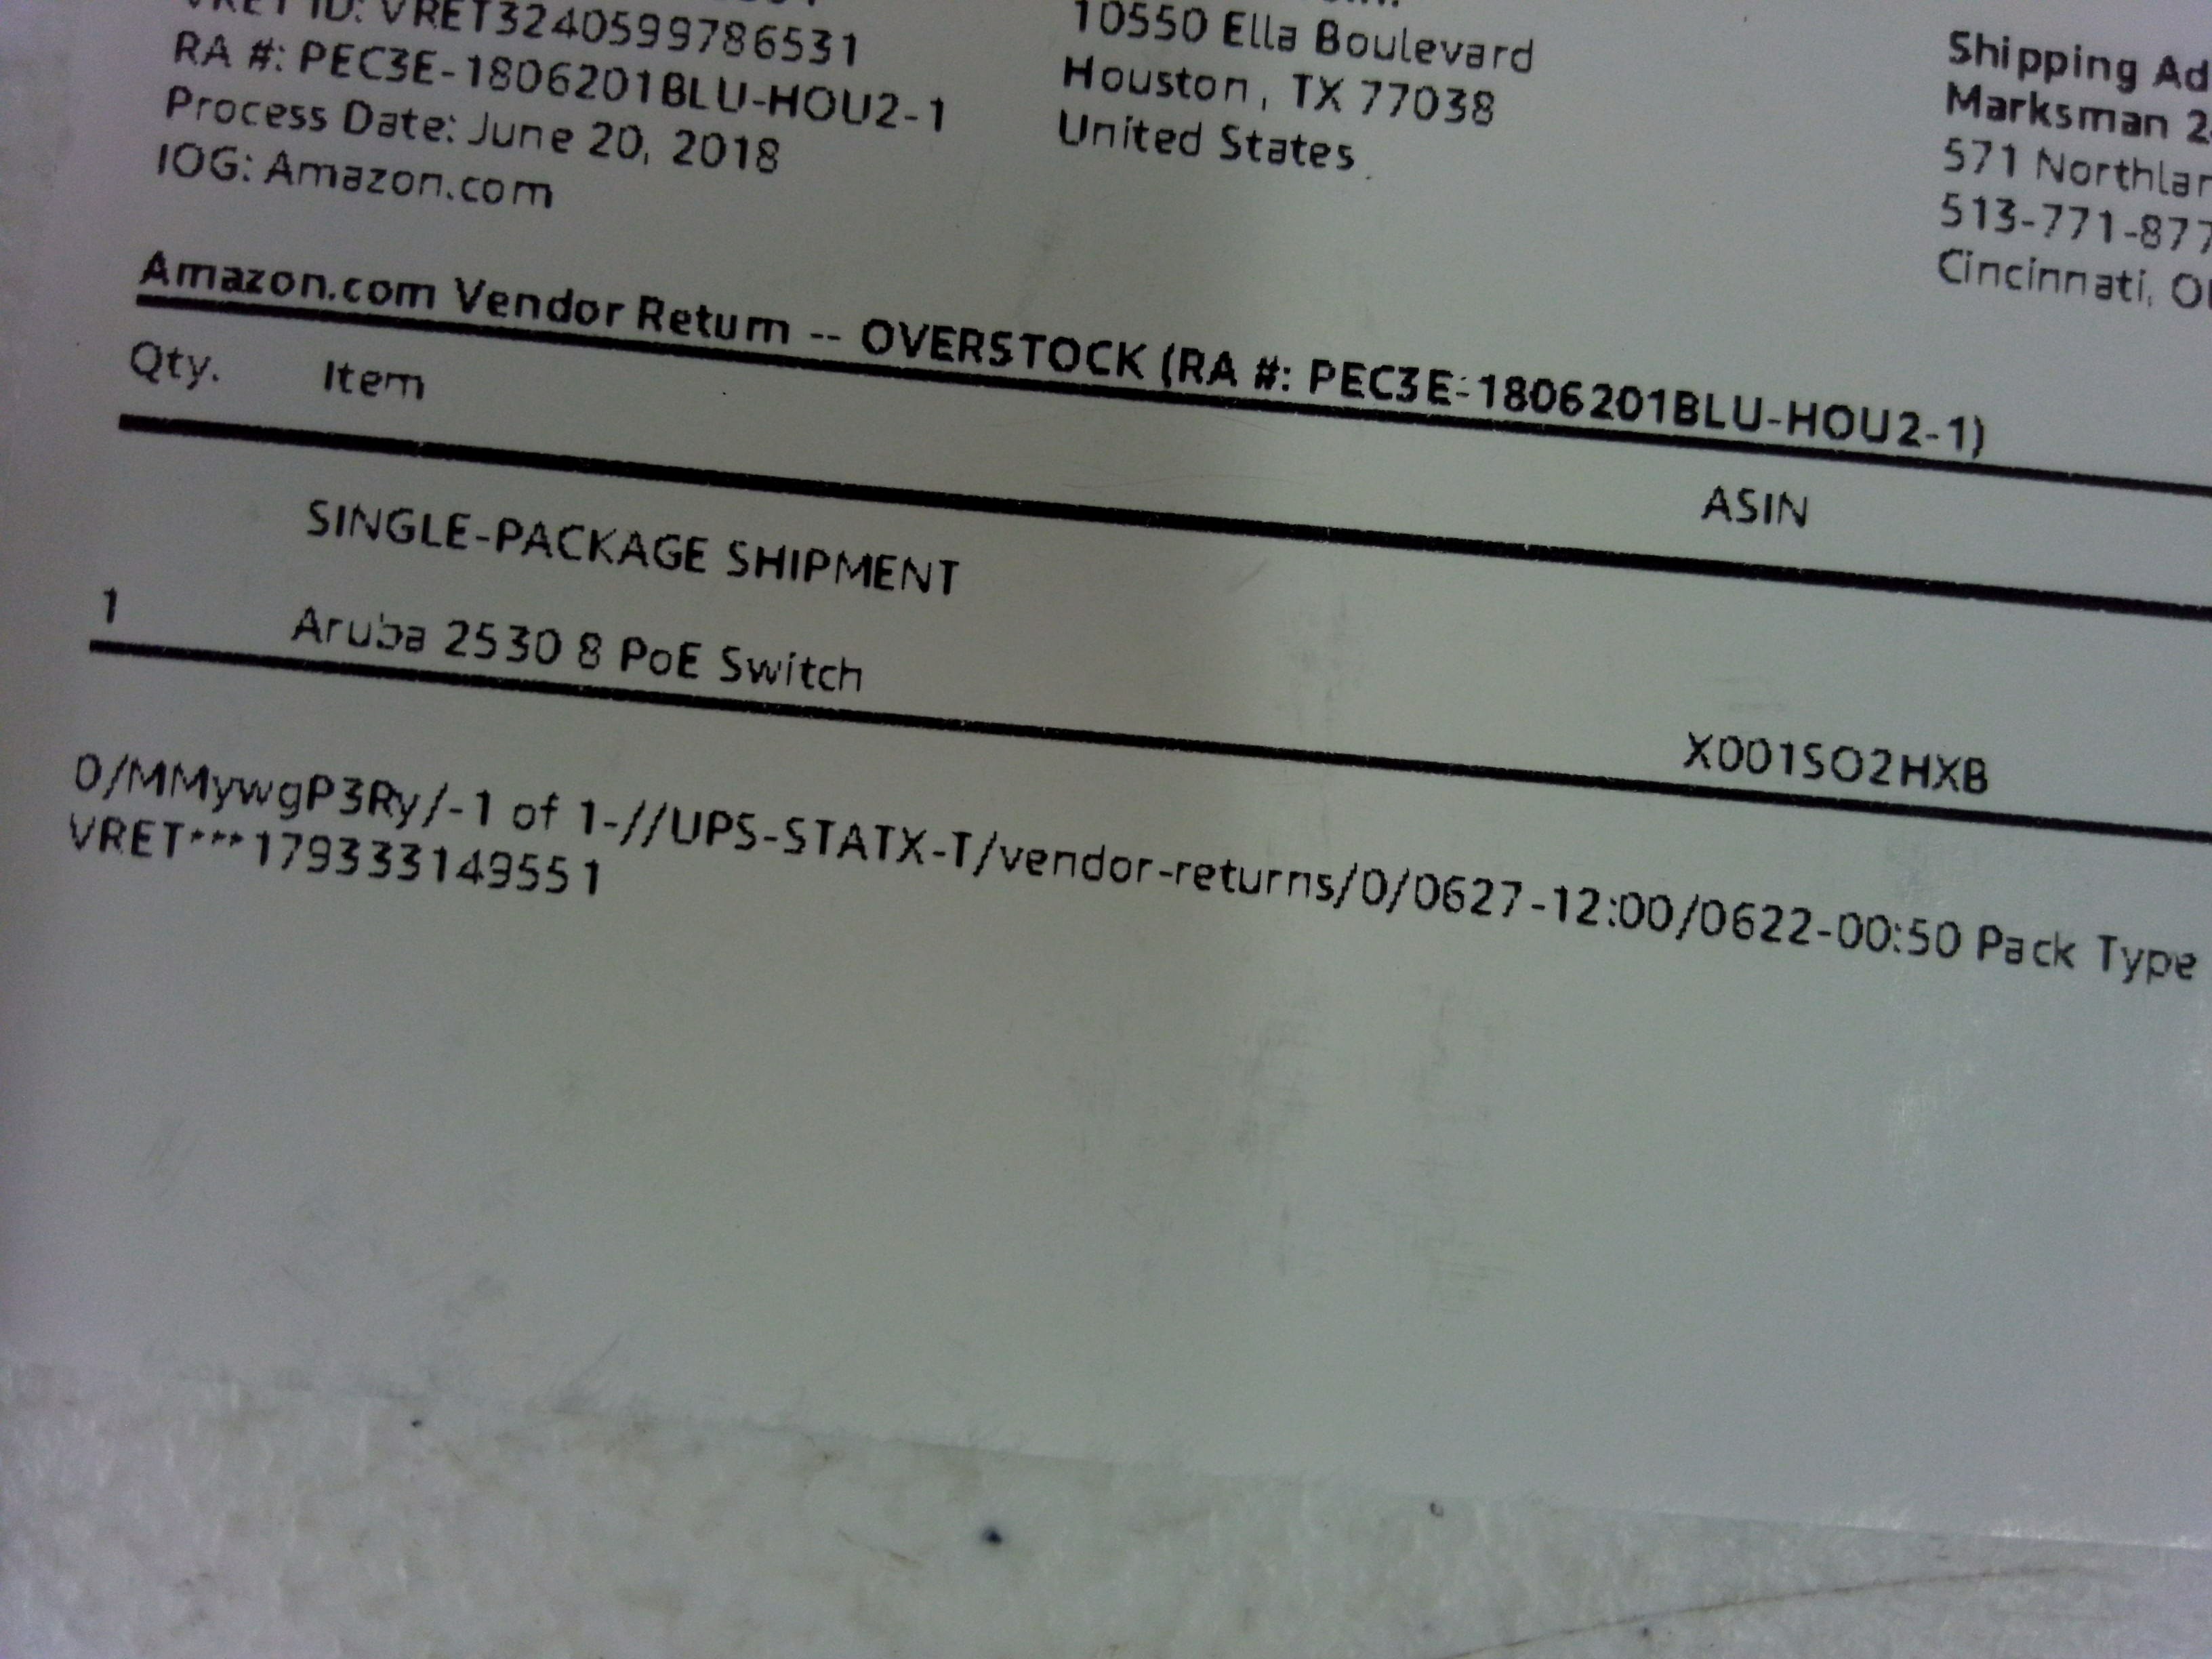 VRET ID: VRET3240599786531
RA #: PEC3E-1806201BLU-HOU2-1
Process Date: June 20, 2018
IOG: Amazon.com
10550 Ella Boulevard
Houston, TX 77038
United States
Shipping Ad
Marksman 2
571 Northlan
513-771-877
Cincinnati, O
Amazon.com Vendor Return -- OVERSTOCK (RA #: PEC3E-1806201BLU-HOU2-1)
Qty. Item ASIN
SINGLE-PACKAGE SHIPMENT
1 Aruba 2530 8 PoE Switch X001SO2HXB
0/MMywgP3Ry/-1 of 1-//UPS-STATX-T/vendor-returns/0/0627-12:00/0622-00:50 Pack Type
VRET***179333149551